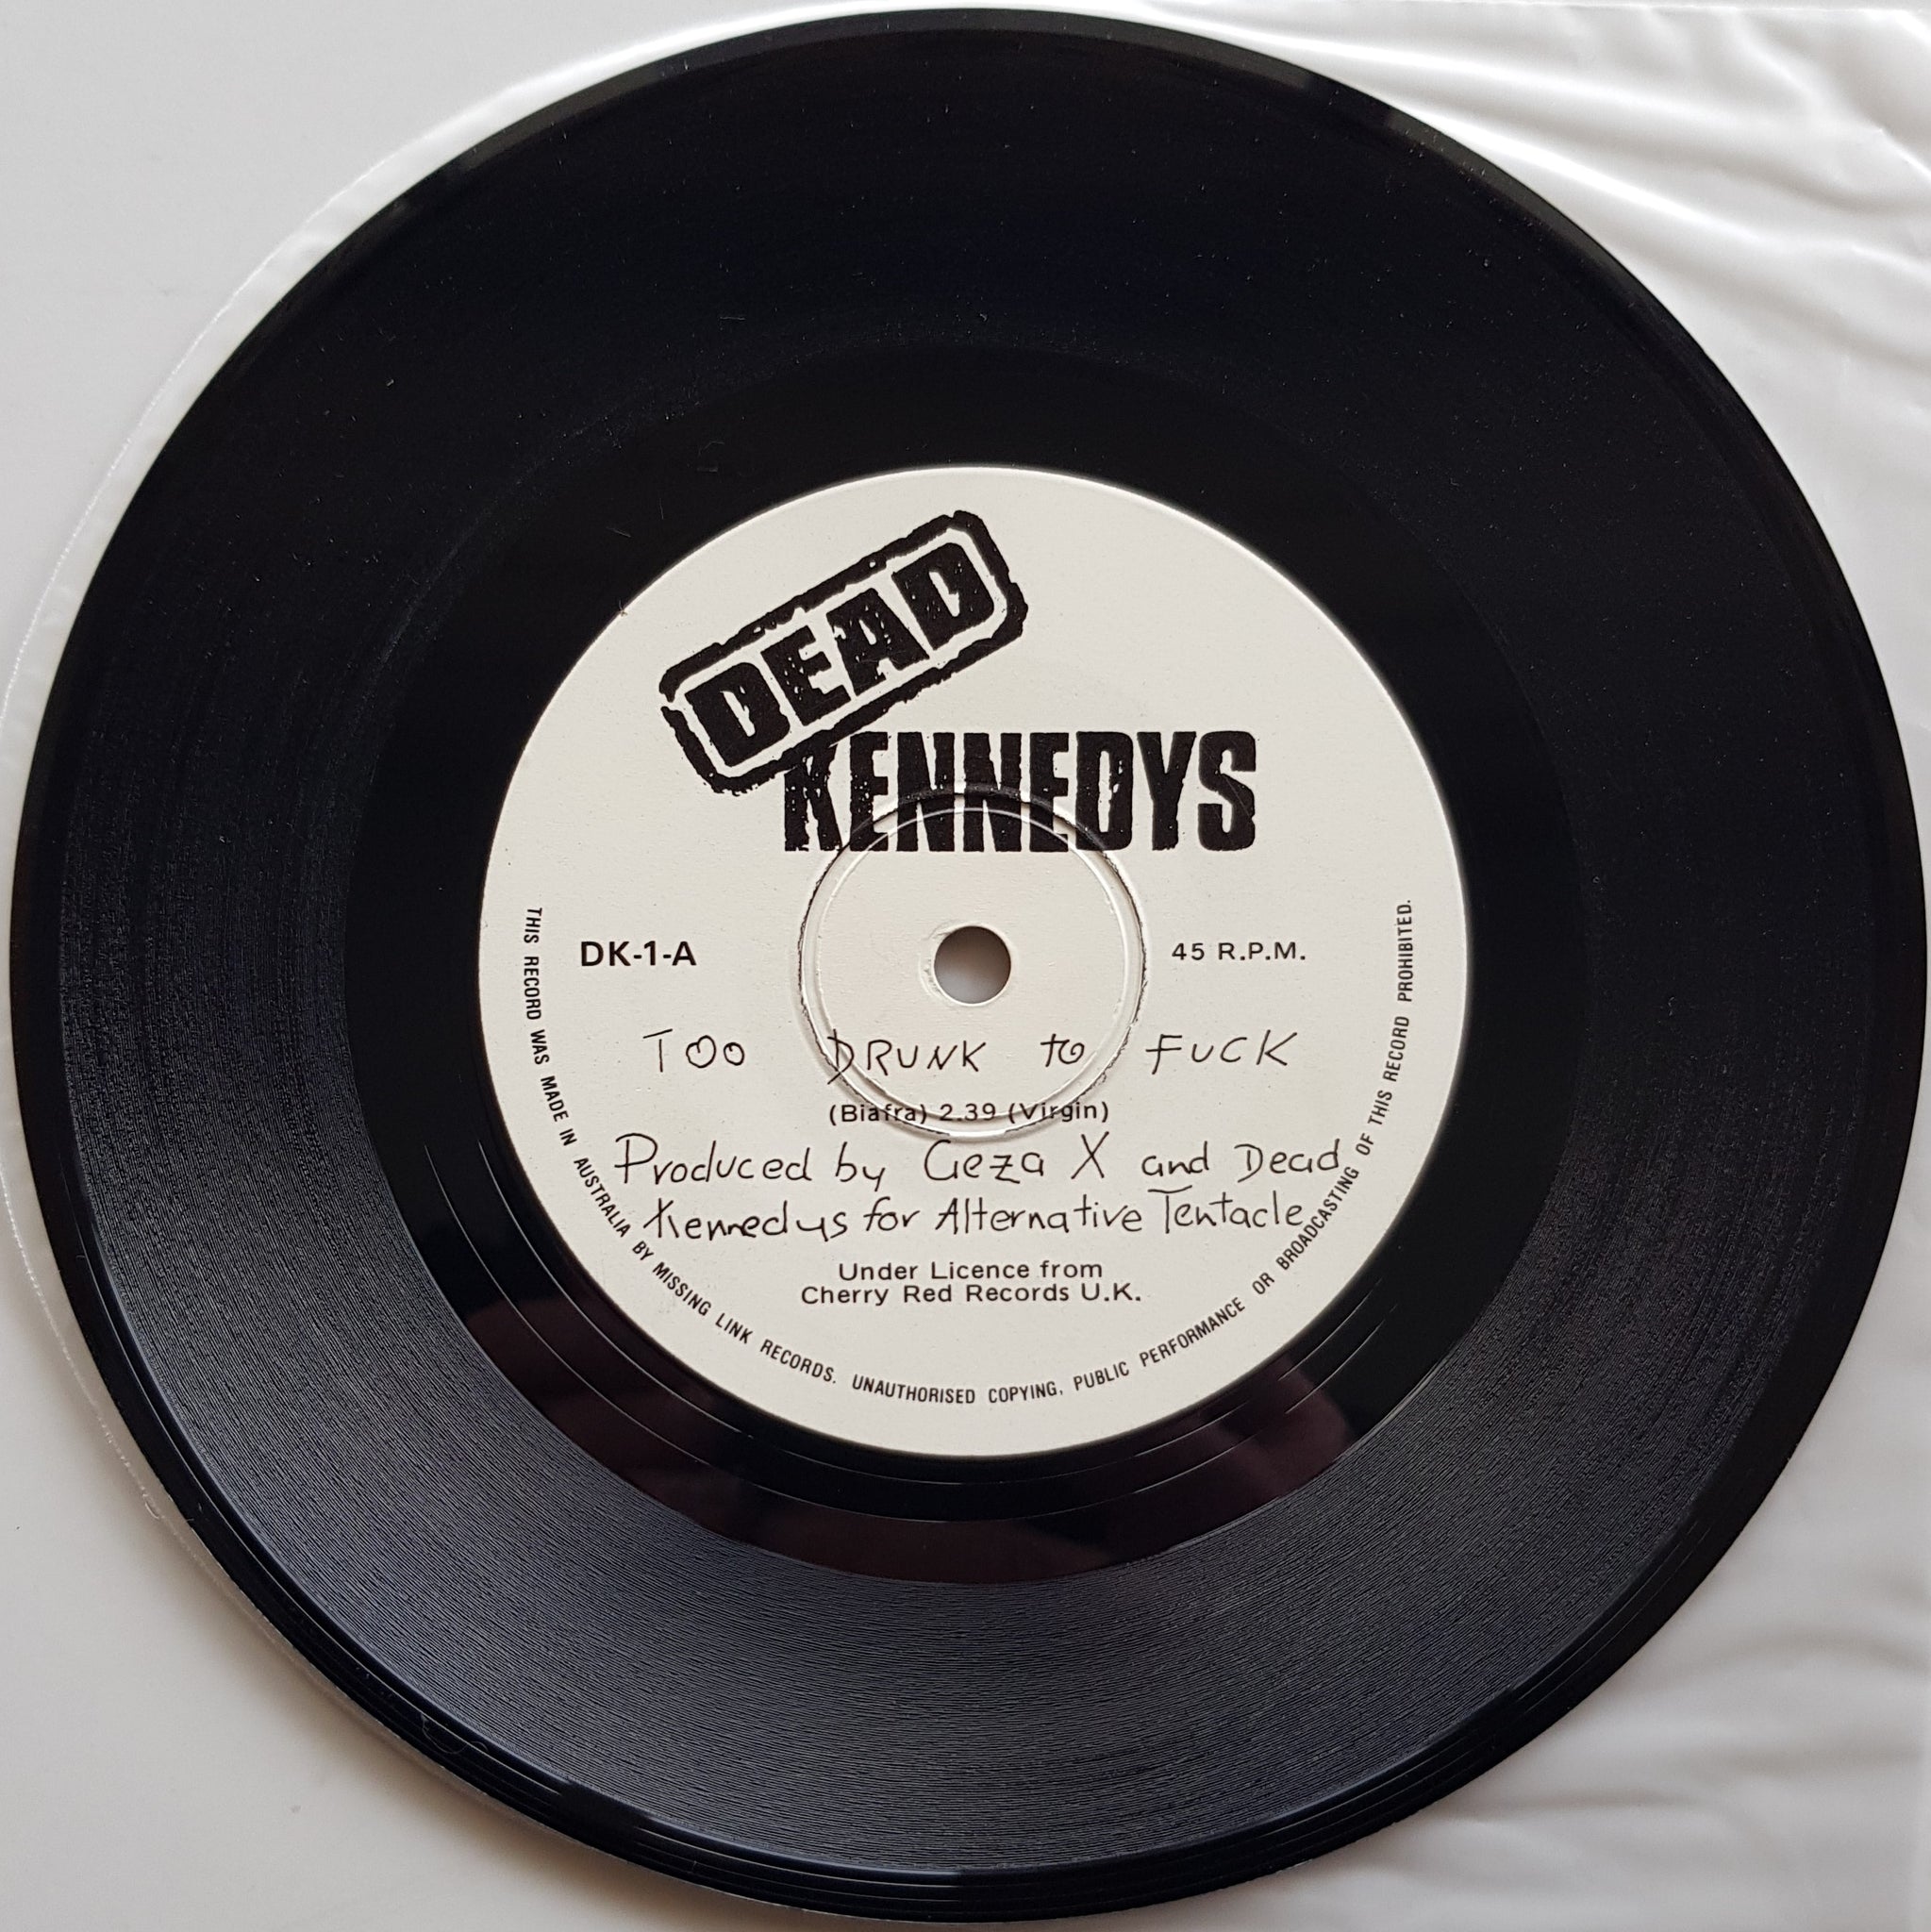 DEAD
KENNEDYS
DK-1-A
45 R.P.M.
TOO DRUNK to FUCK
(Biafra) 2.39 (Virgin)
Produced by Geza X and Dead
Kennedys for Alternative Tentacle
Under Licence from
Cherry Red Records U.K.
THIS RECORD WAS MADE IN AUSTRALIA BY MISSING LINK RECORDS. UNAUTHORISED COPYING, PUBLIC PERFORMANCE OR BROADCASTING OF THIS RECORD PROHIBITED.